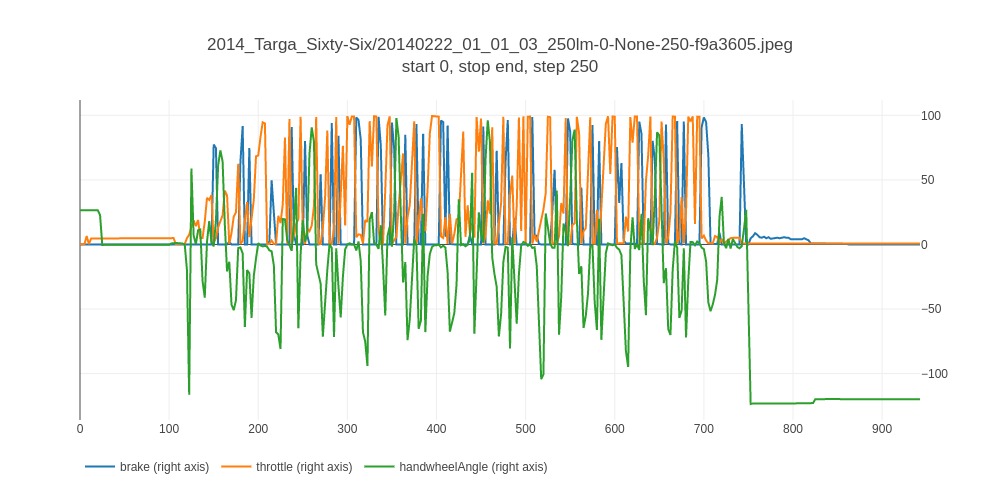 2014_Targa_Sixty-Six/20140222_01_01_03_250lm-0-None-250-f9a3605.jpeg
start 0, stop end, step 250
100
50
0
−50
−100
0 100 200 300 400 500 600 700 800 900
brake (right axis) throttle (right axis) handwheelAngle (right axis)